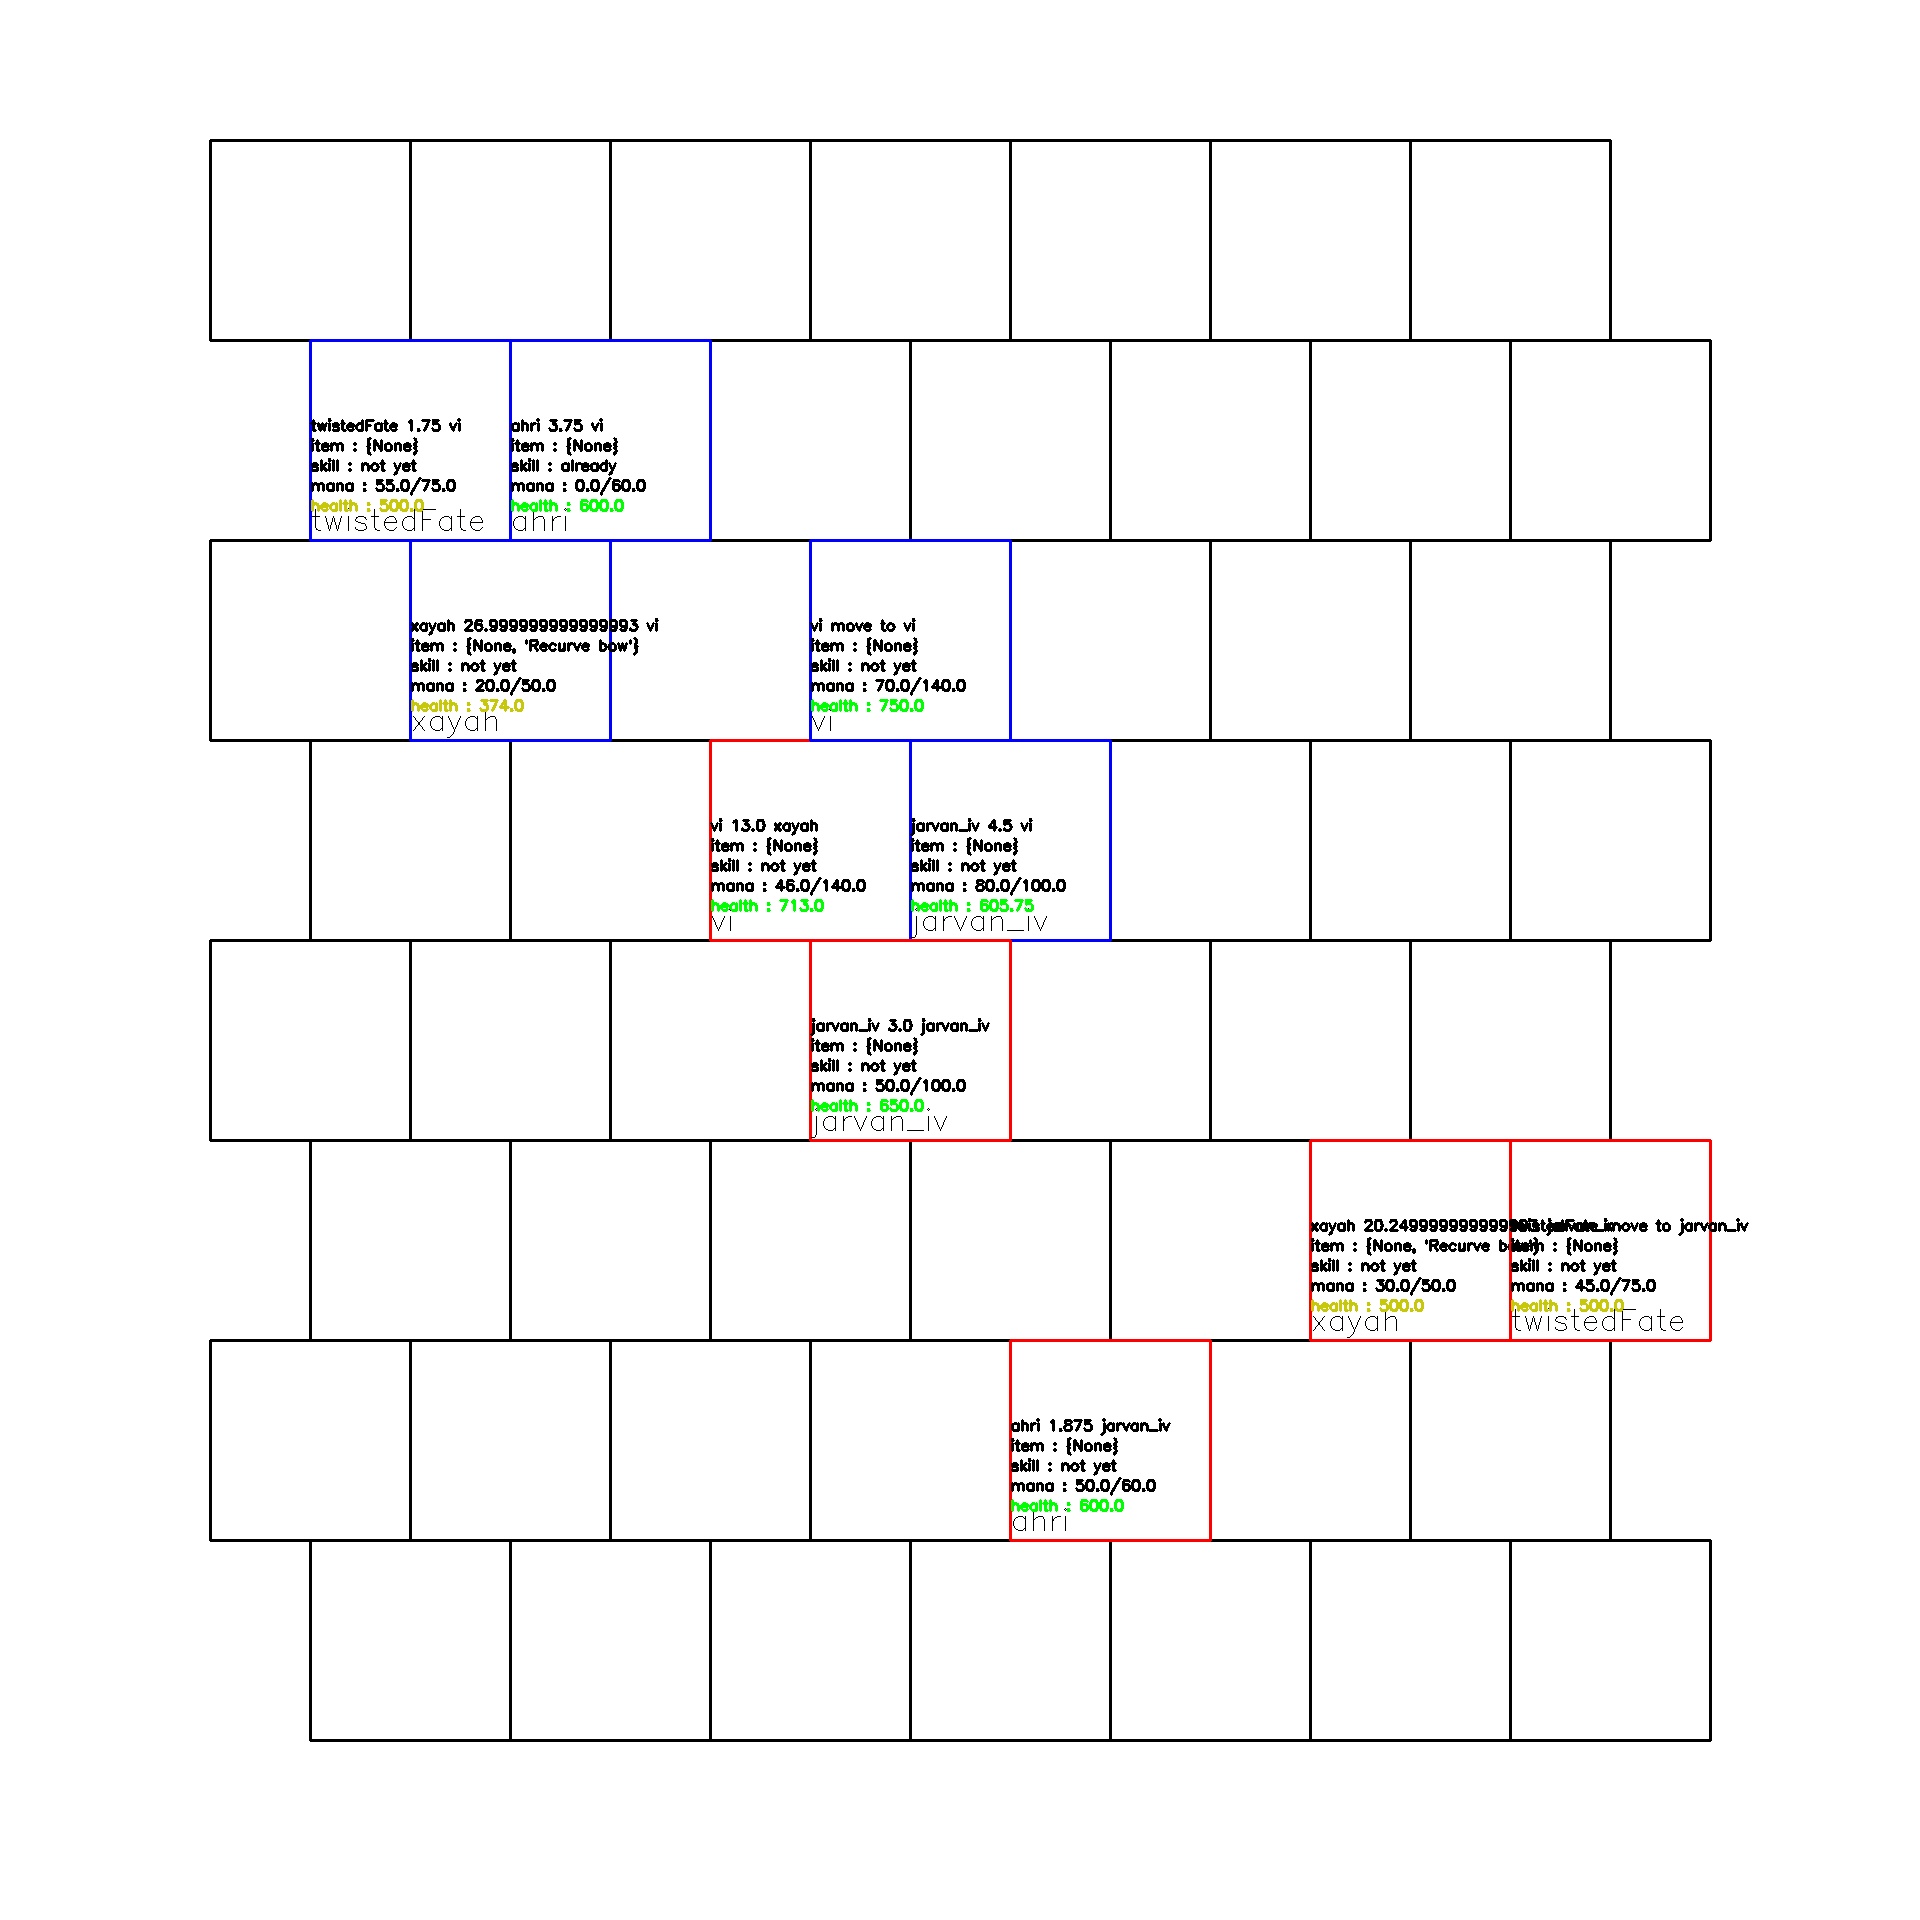 twistedFate 1.75 vi
item : {None}
skill : not yet
mana : 55.0/75.0
health : 500.0
twistedFate
ahri 3.75 vi
item : {None}
skill : already
mana : 0.0/60.0
health : 600.0
ahri
xayah 26.999999999999993 vi
item : {None, 'Recurve bow'}
skill : not yet
mana : 20.0/50.0
health : 374.0
xayah
vi move to vi
item : {None}
skill : not yet
mana : 70.0/140.0
health : 750.0
vi
vi 13.0 xayah
item : {None}
skill : not yet
mana : 46.0/140.0
health : 713.0
vi
jarvan_iv 4.5 vi
item : {None}
skill : not yet
mana : 80.0/100.0
health : 605.75
jarvan_iv
jarvan_iv 3.0 jarvan_iv
item : {None}
skill : not yet
mana : 50.0/100.0
health : 650.0
jarvan_iv
xayah jarvan_iv
item : {None, 'Recurve bow'}
skill : not yet
mana : 30.0/50.0
health : 500.0
xayah
twistedFate move to jarvan_iv
item : {None}
skill : not yet
mana : 45.0/75.0
health : 500.0
twistedFate
ahri 1.875 jarvan_iv
item : {None}
skill : not yet
mana : 50.0/60.0
health : 600.0
ahri